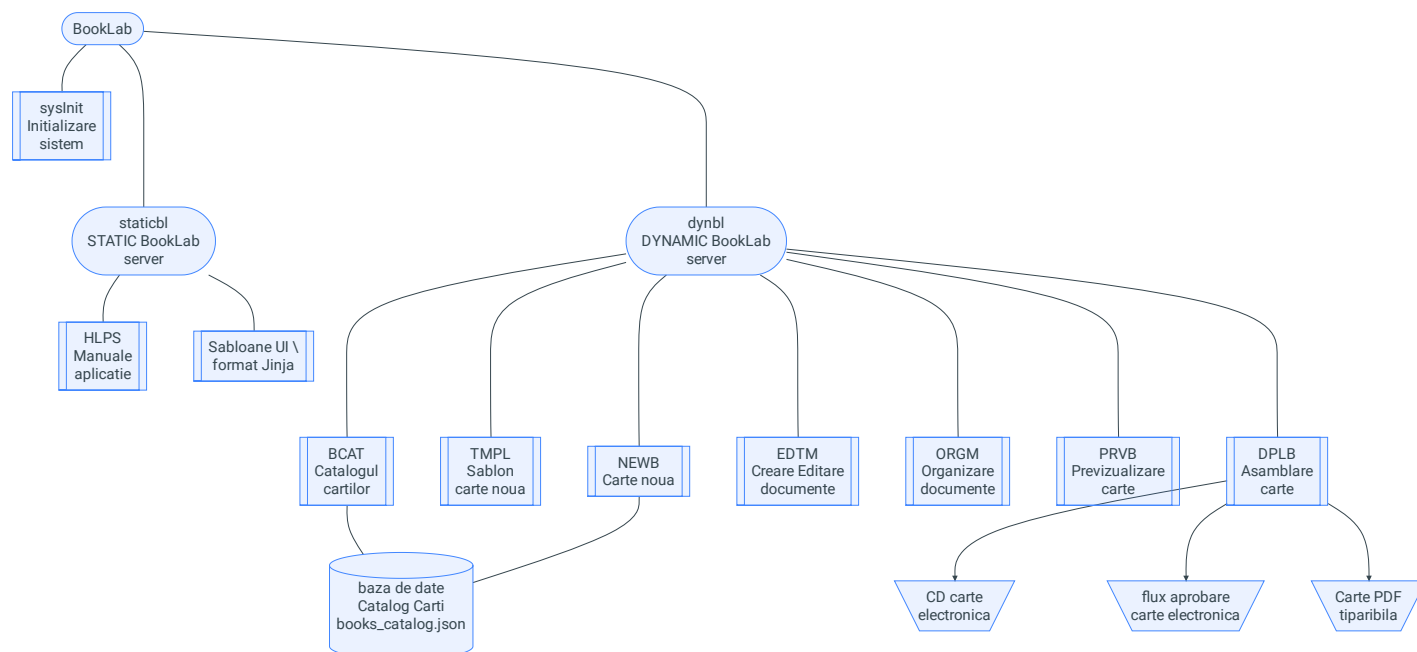 BookLab
sysInit
Initializare
sistem
staticbl
STATIC BookLab
server
dynbl
DYNAMIC BookLab
server
HLPS
Manuale
aplicatie
Sabloane UI \
format Jinja
BCAT
Catalogul
cartilor
TMPL
Sablon
carte noua
NEWB
Carte noua
EDTM
Creare Editare
documente
ORGM
Organizare
documente
PRVB
Previzualizare
carte
DPLB
Asamblare
carte
baza de date
Catalog Carti
books_catalog.json
CD carte
electronica
flux aprobare
carte electronica
Carte PDF
tiparibila